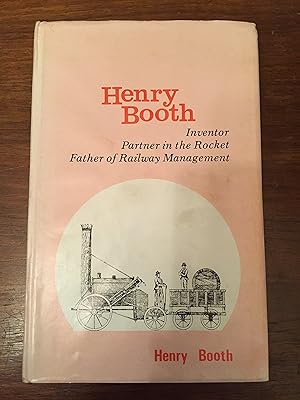 Henry
Booth
Inventor
Partner in the Rocket
Father of Railway Management
Henry Booth